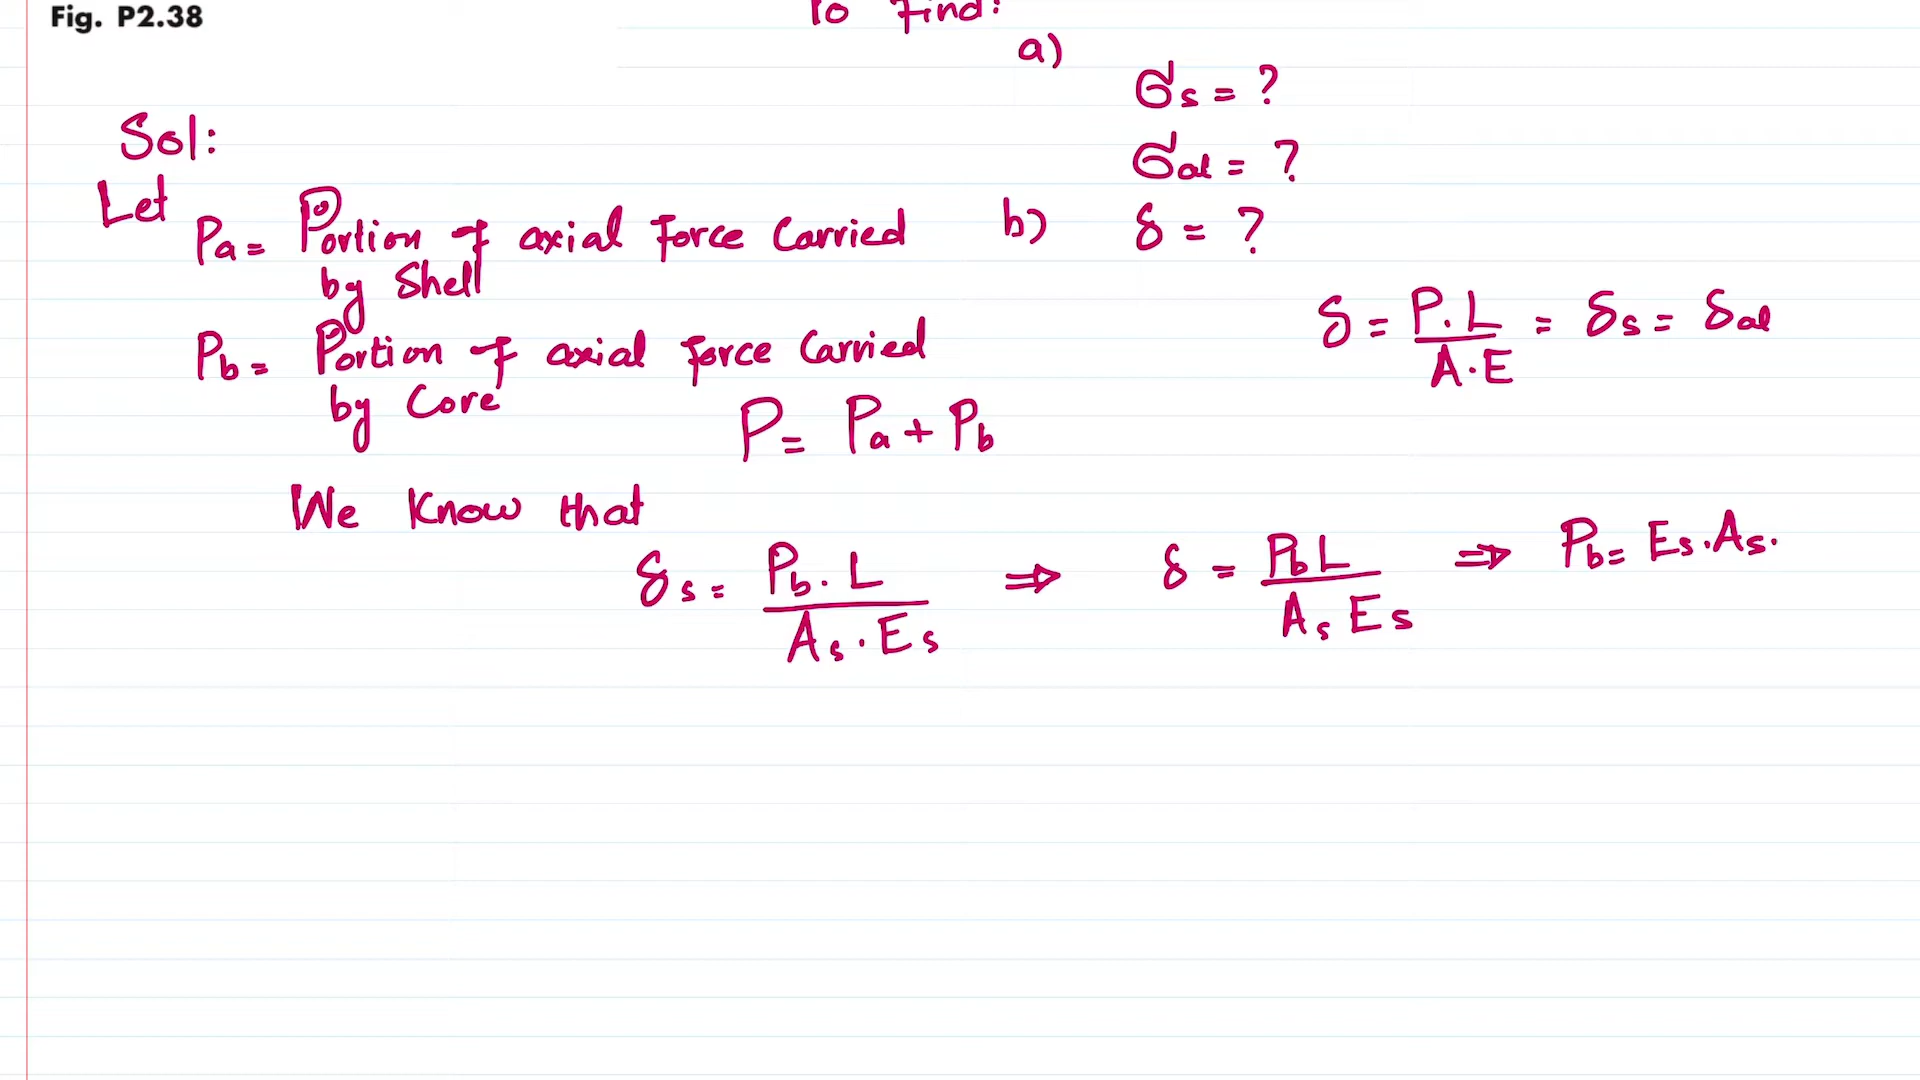 Fig. P2.38
To Find:
a)
σs = ?
σal = ?
Sol:
Let
Pa = Portion of axial force Carried
by Shell
b) δ = ?
Pb = Portion of axial force Carried
by Core
δ = P.L / A.E = δs = δal
P = Pa + Pb
We Know that
δs = Pb.L / As.Es ⇒ δ = PbL / AsEs ⇒ Pb = Es.As.